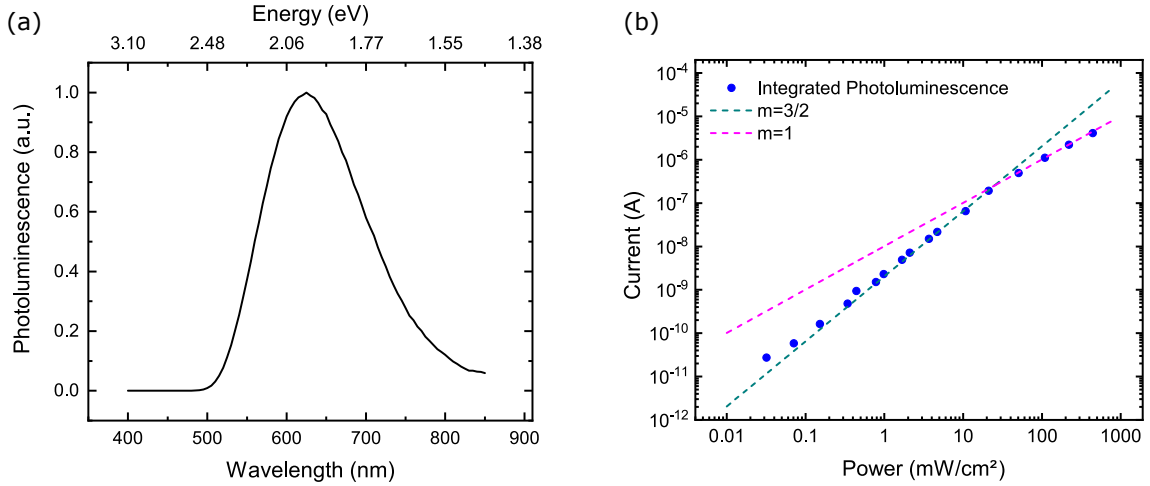 (a)
Energy (eV)
3.10 2.48 2.06 1.77 1.55 1.38
Photoluminescence (a.u.)
1.0
0.8
0.6
0.4
0.2
0.0
400 500 600 700 800 900
Wavelength (nm)
(b)
Current (A)
10⁻⁴
10⁻⁵
10⁻⁶
10⁻⁷
10⁻⁸
10⁻⁹
10⁻¹⁰
10⁻¹¹
10⁻¹²
Integrated Photoluminescence
m=3/2
m=1
0.01 0.1 1 10 100 1000
Power (mW/cm²)